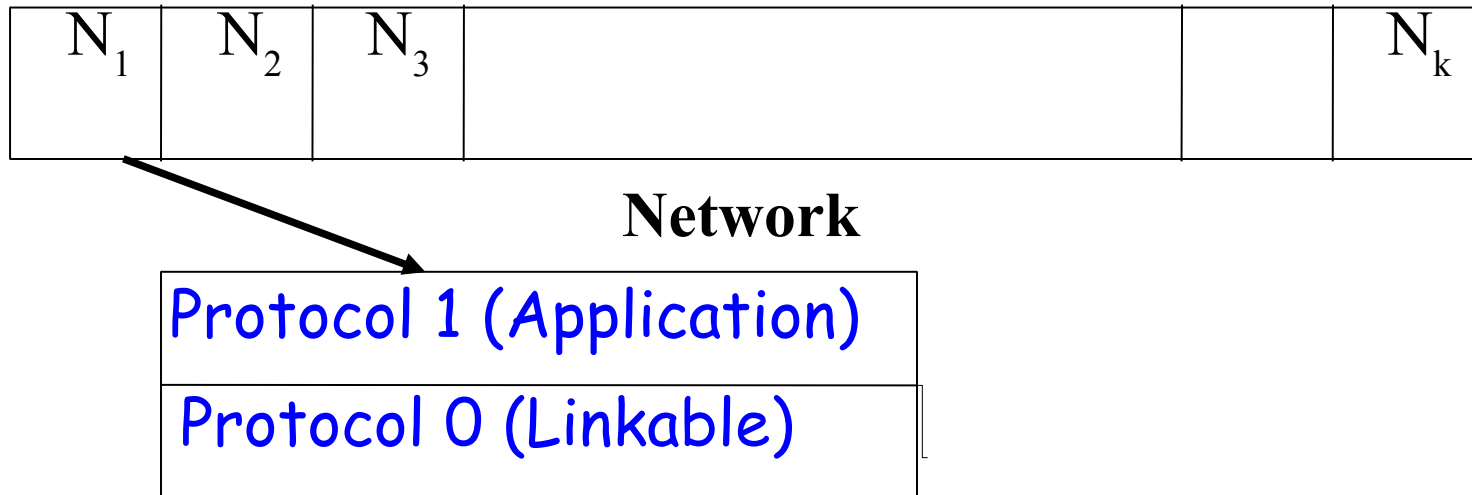 N₁ N₂ N₃ Nₖ
Network
Protocol 1 (Application)
Protocol 0 (Linkable)